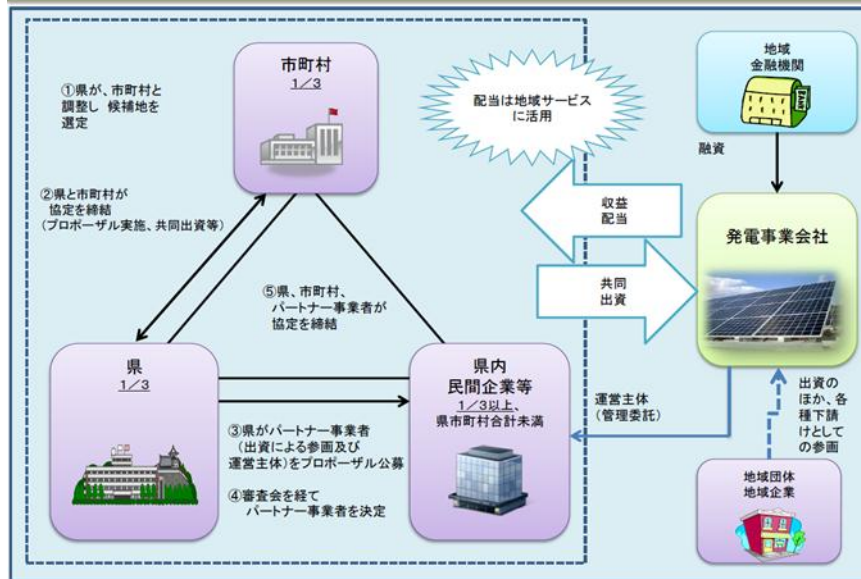 市町村
1/3
①県が、市町村と
調整し 候補地を
選定
配当は地域サービス
に活用
地域
金融機関
融資
②県と市町村が
協定を締結
(プロポーザル実施、共同出資等)
収益
配当
発電事業会社
共同
出資
⑤県、市町村、
パートナー事業者が
協定を締結
県
1/3
県内
民間企業等
1/3以上、
県市町村合計未満
③県がパートナー事業者
(出資による参画及び
運営主体)をプロポーザル公募
④審査会を経て
パートナー事業者を決定
運営主体
(管理委託)
出資の
ほか、各
種下請
けとして
の参画
地域団体
地域企業